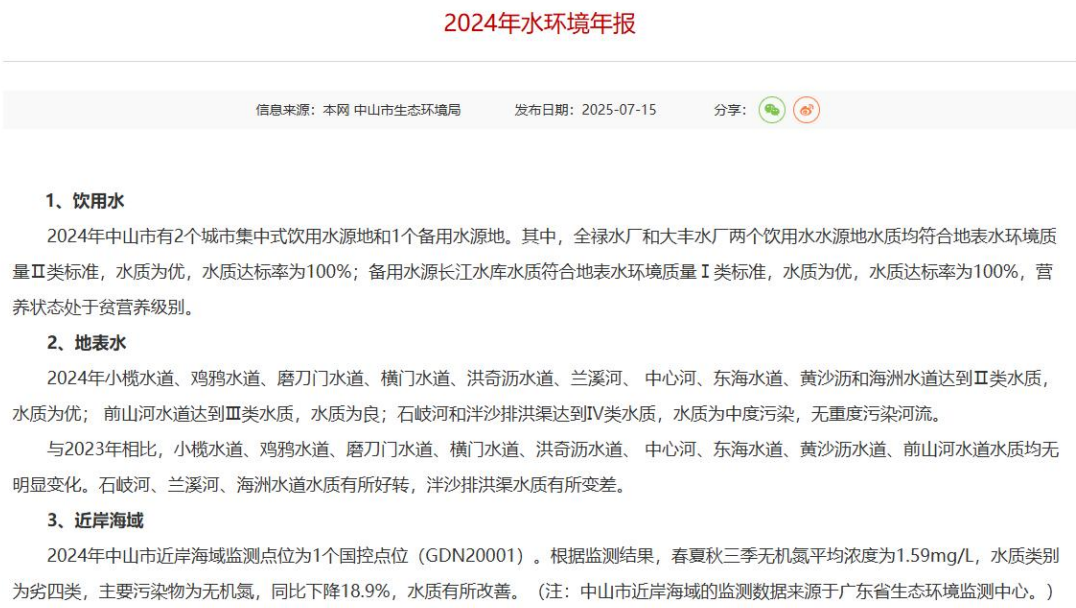 2024年水环境年报
信息来源：本网 中山市生态环境局 发布日期：2025-07-15 分享：
1、饮用水
2024年中山市有2个城市集中式饮用水源地和1个备用水源地。其中，全禄水厂和大丰水厂两个饮用水水源地水质均符合地表水环境质
量Ⅱ类标准，水质为优，水质达标率为100%；备用水源长江水库水质符合地表水环境质量Ⅰ类标准，水质为优，水质达标率为100%，营
养状态处于贫营养级别。
2、地表水
2024年小榄水道、鸡鸦水道、磨刀门水道、横门水道、洪奇沥水道、兰溪河、 中心河、东海水道、黄沙沥和海洲水道达到Ⅱ类水质，
水质为优； 前山河水道达到Ⅲ类水质，水质为良；石岐河和泮沙排洪渠达到Ⅳ类水质，水质为中度污染，无重度污染河流。
与2023年相比，小榄水道、鸡鸦水道、磨刀门水道、横门水道、洪奇沥水道、 中心河、东海水道、黄沙沥水道、前山河水道水质均无
明显变化。石岐河、兰溪河、海洲水道水质有所好转，泮沙排洪渠水质有所变差。
3、近岸海域
2024年中山市近岸海域监测点位为1个国控点位（GDN20001）。根据监测结果，春夏秋三季无机氮平均浓度为1.59mg/L，水质类别
为劣四类，主要污染物为无机氮，同比下降18.9%，水质有所改善。（注：中山市近岸海域的监测数据来源于广东省生态环境监测中心。）